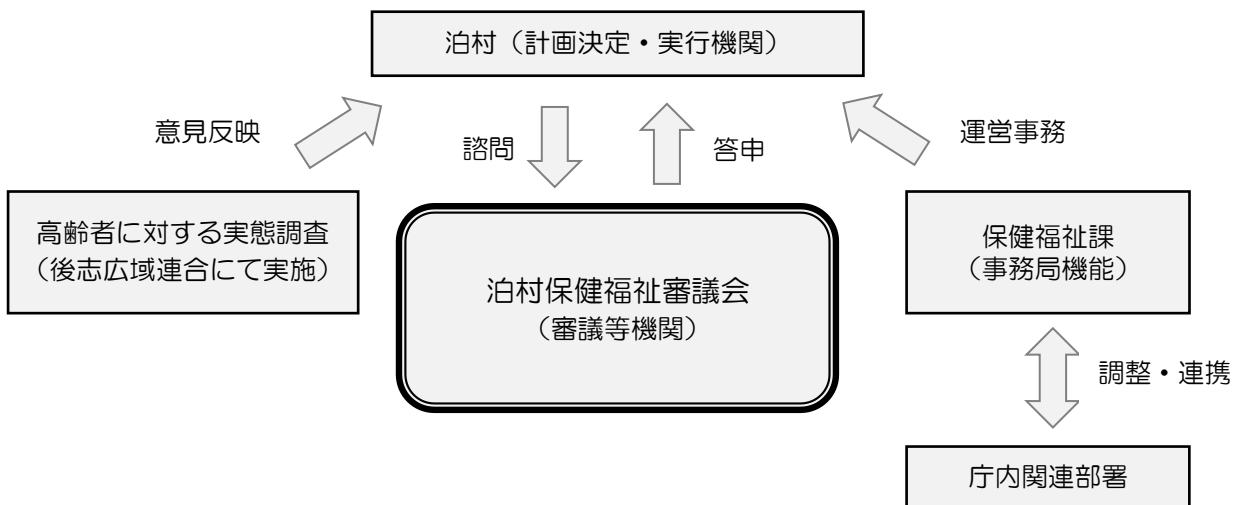 泊村（計画決定・実行機関）
意見反映
諮問
答申
運営事務
高齢者に対する実態調査
（後志広域連合にて実施）
泊村保健福祉審議会
（審議等機関）
保健福祉課
（事務局機能）
調整・連携
庁内関連部署